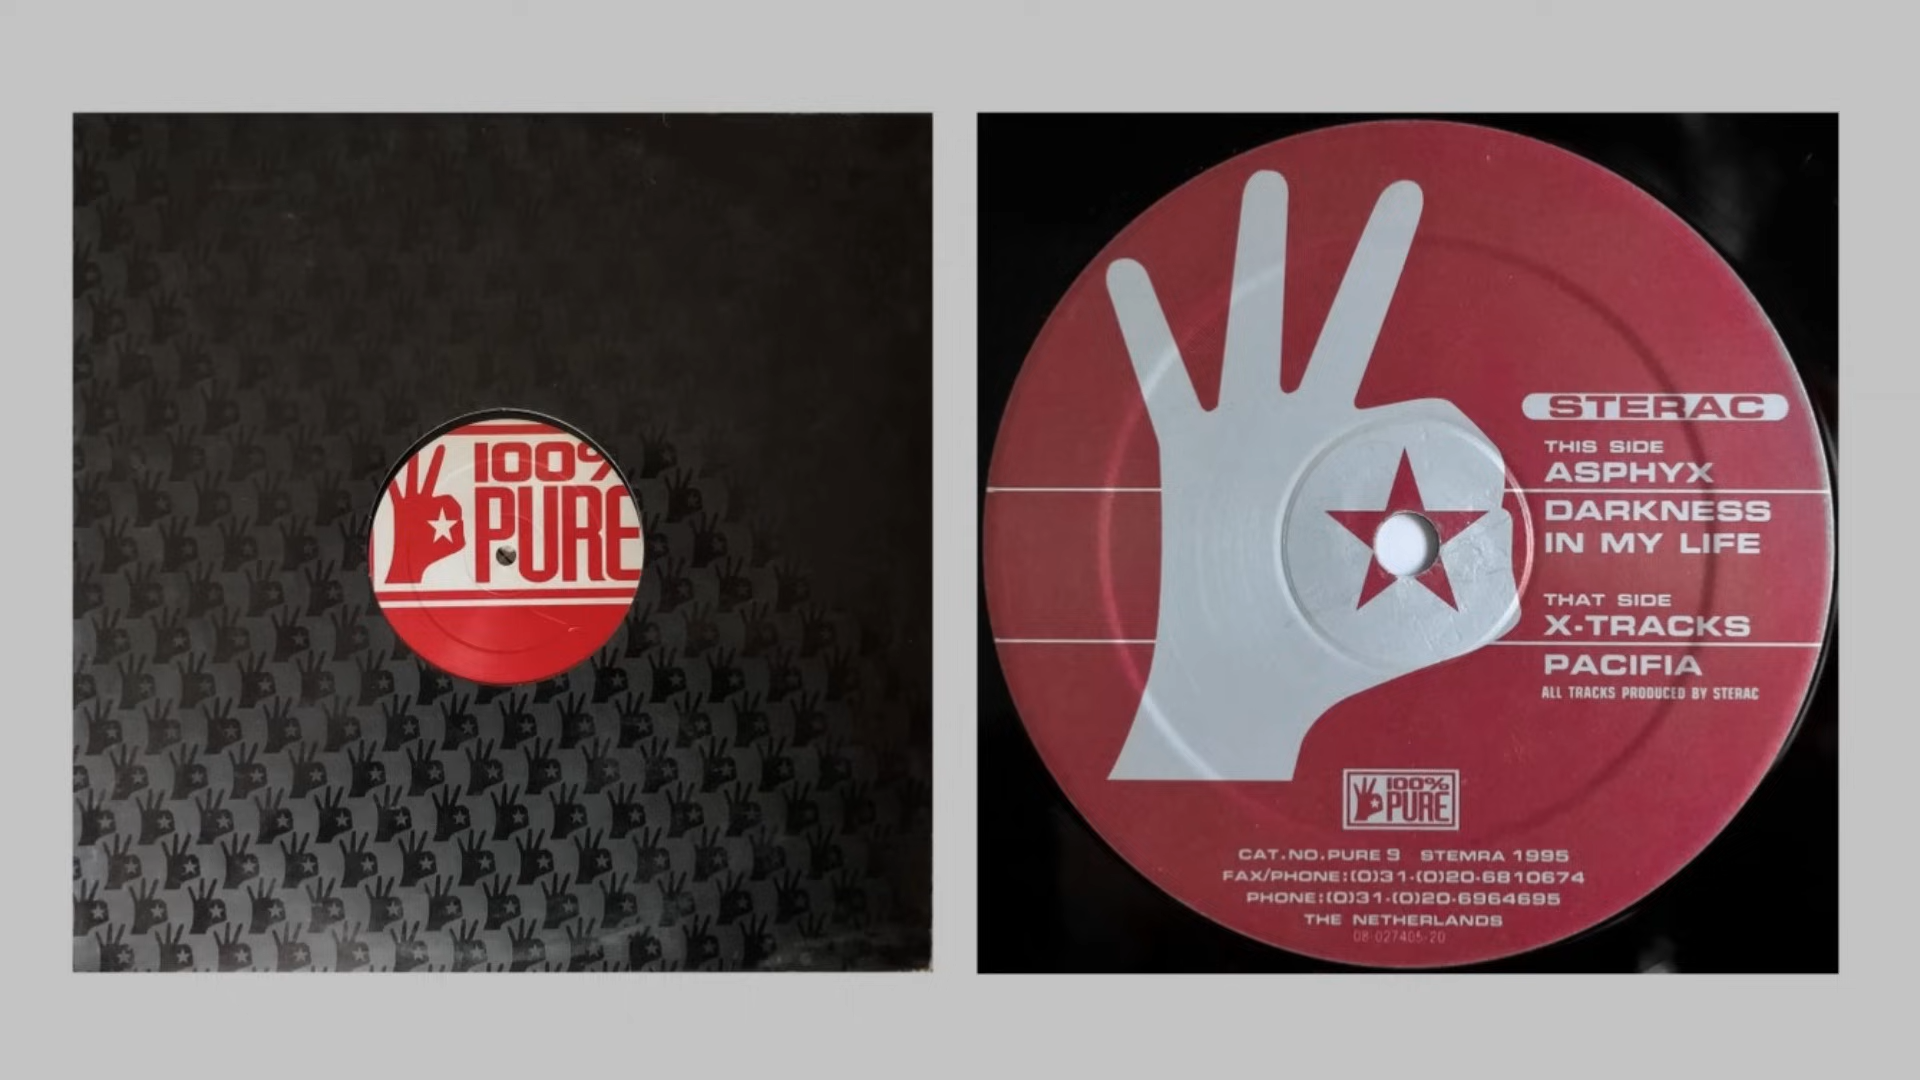 100%
PURE
STERAC
THIS SIDE
ASPHYX
DARKNESS
IN MY LIFE
THAT SIDE
X-TRACKS
PACIFIA
ALL TRACKS PRODUCED BY STERAC
100%
PURE
CAT.NO.PURE 9 STEMRA 1995
FAX/PHONE:(0)31-(0)20-6810674
PHONE:(0)31-(0)20-6964695
THE NETHERLANDS
08-027405-20